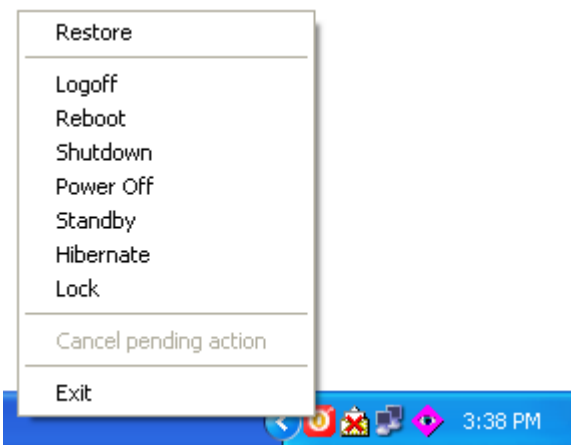 Restore
Logoff
Reboot
Shutdown
Power Off
Standby
Hibernate
Lock
Cancel pending action
Exit
3:38 PM